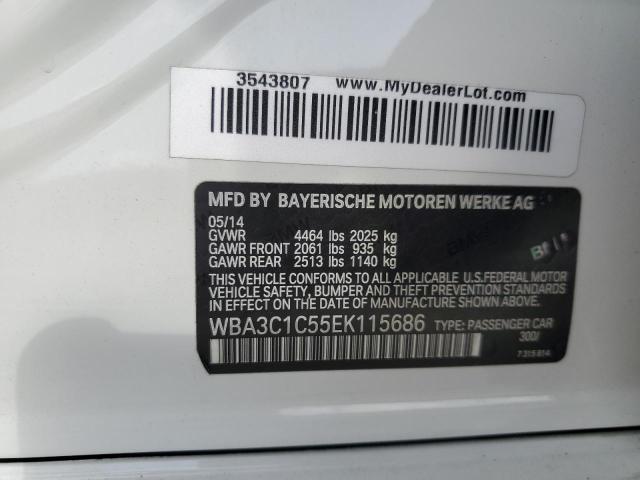 3543807 www.MyDealerLot.com
MFD BY BAYERISCHE MOTOREN WERKE AG
05/14
GVWR 4464 lbs 2025 kg
GAWR FRONT 2061 lbs 935 kg
GAWR REAR 2513 lbs 1140 kg
THIS VEHICLE CONFORMS TO ALL APPLICABLE U.S.FEDERAL MOTOR
VEHICLE SAFETY, BUMPER AND THEFT PREVENTION STANDARDS
IN EFFECT ON THE DATE OF MANUFACTURE SHOWN ABOVE.
WBA3C1C55EK115686 TYPE: PASSENGER CAR
300/
7315614